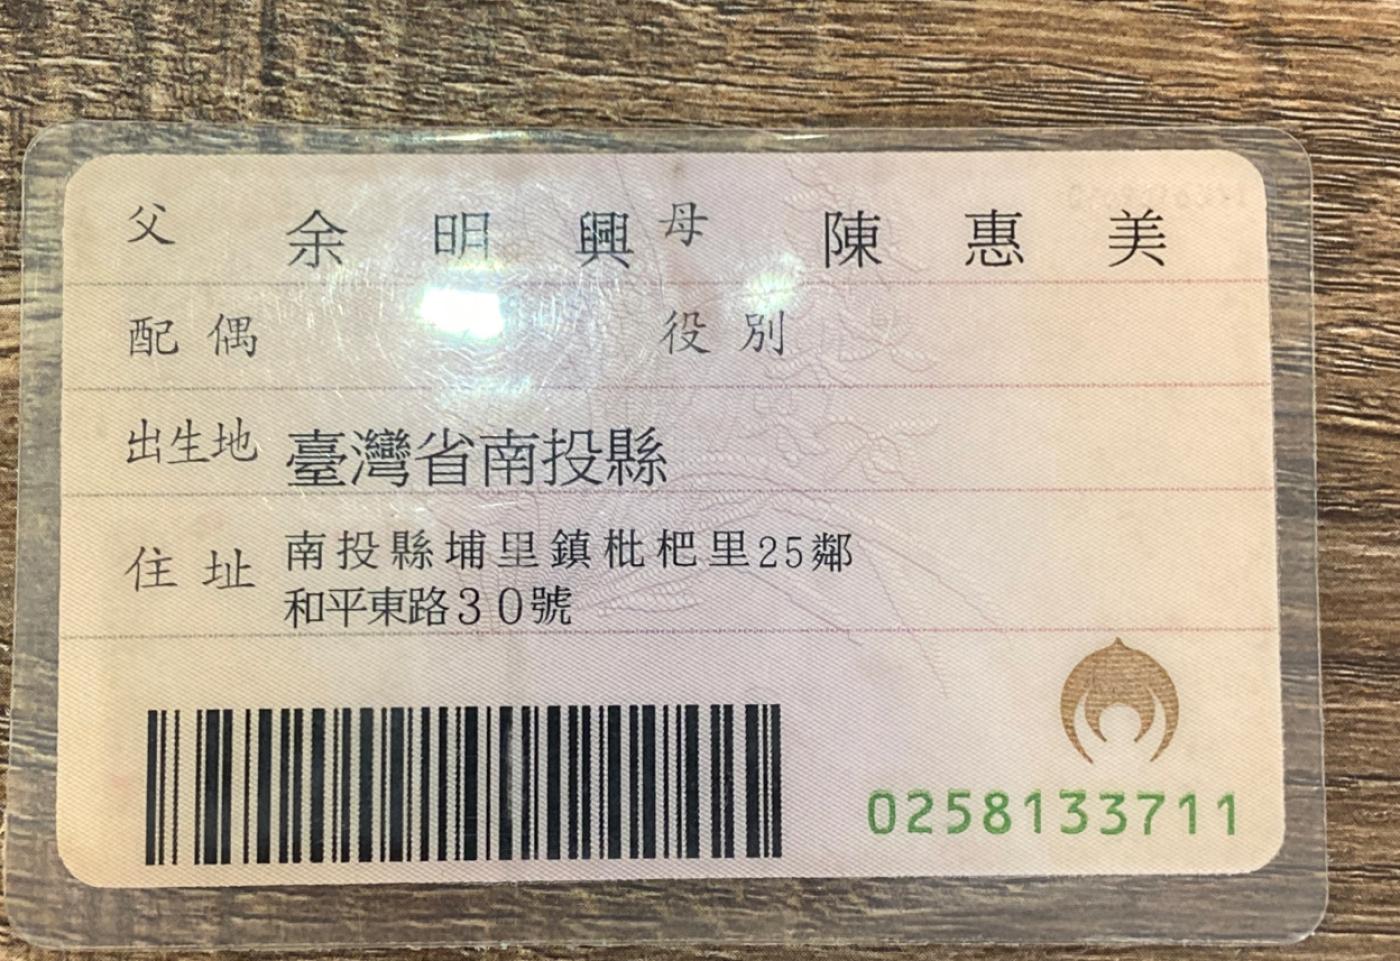 父 余明興 母 陳惠美
配偶 役別
出生地 臺灣省南投縣
住址 南投縣埔里鎮枇杷里25鄰
和平東路30號
0258133711